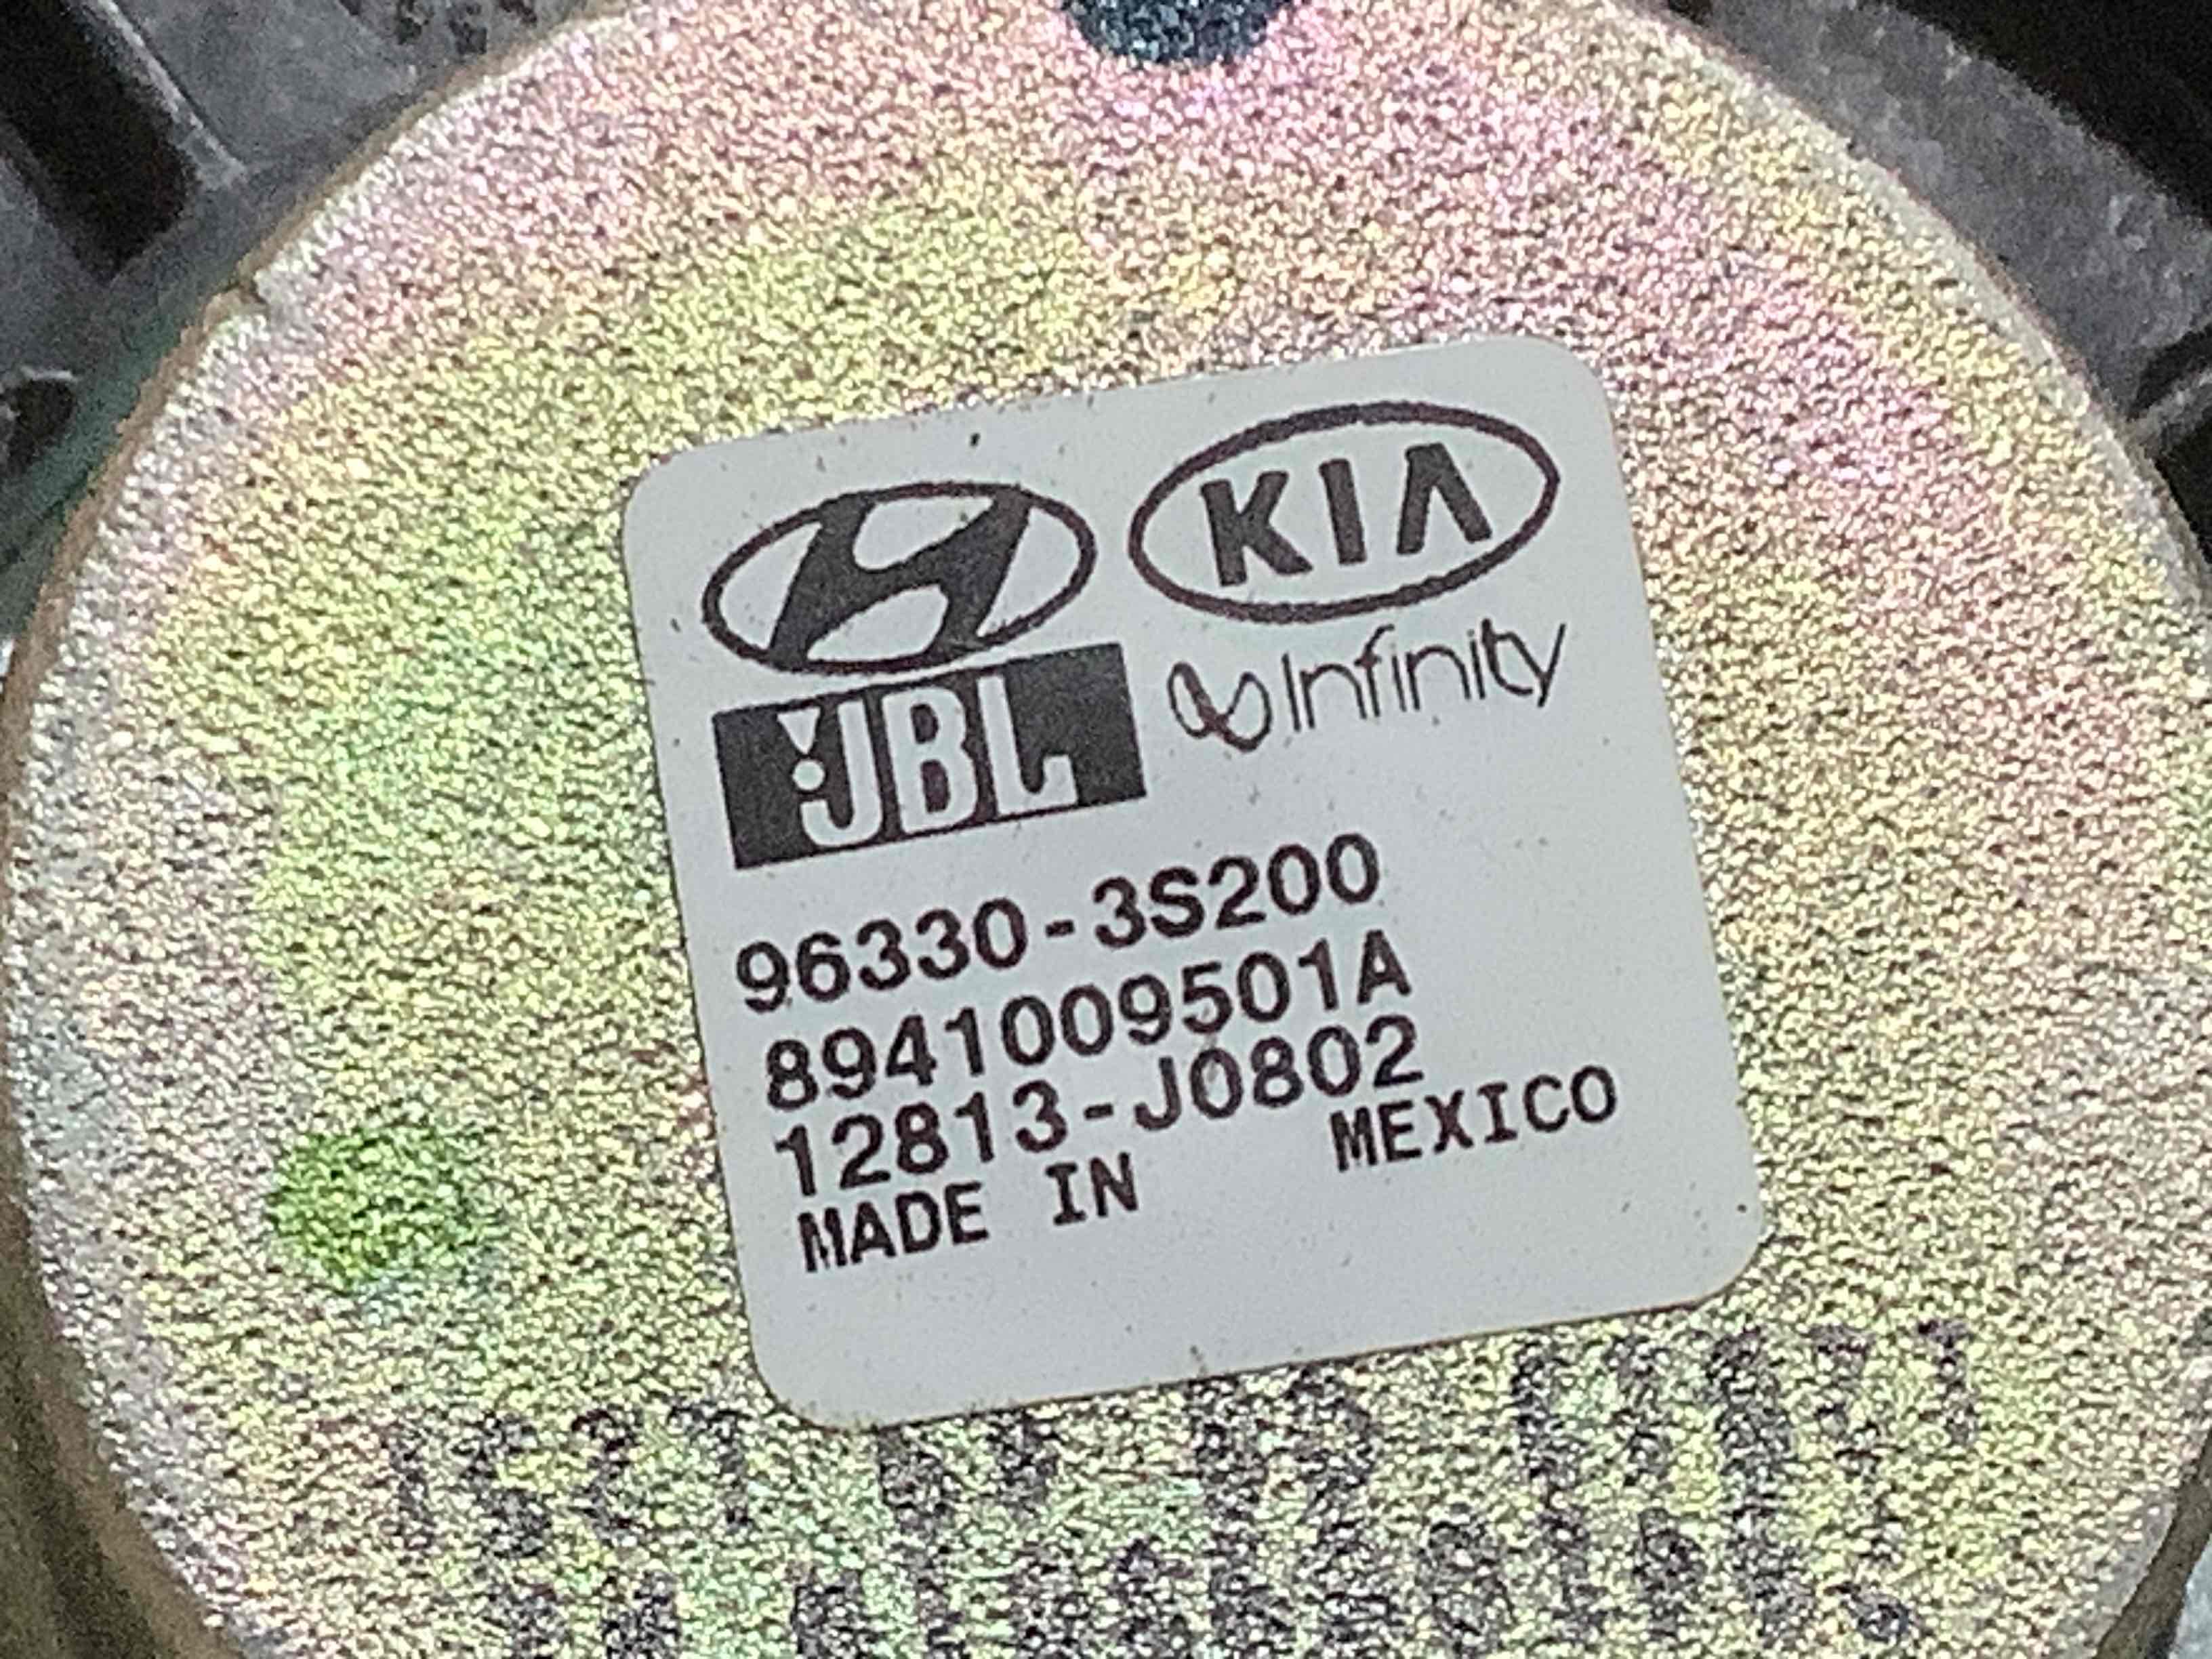 KIA
JBL Infinity
96330-3S200
8941009501A
12813-J0802
MADE IN MEXICO